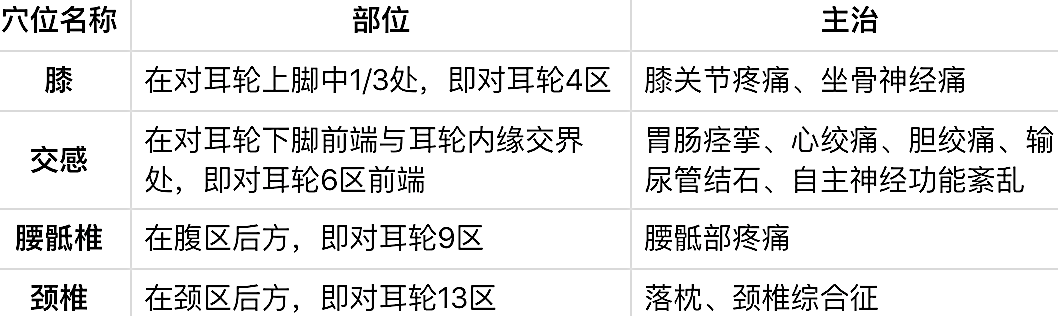 穴位名称 部位 主治
膝 在对耳轮上脚中1/3处，即对耳轮4区 膝关节疼痛、坐骨神经痛
交感 在对耳轮下脚前端与耳轮内缘交界处，即对耳轮6区前端 胃肠痉挛、心绞痛、胆绞痛、输尿管结石、自主神经功能紊乱
腰骶椎 在腹区后方，即对耳轮9区 腰骶部疼痛
颈椎 在颈区后方，即对耳轮13区 落枕、颈椎综合征